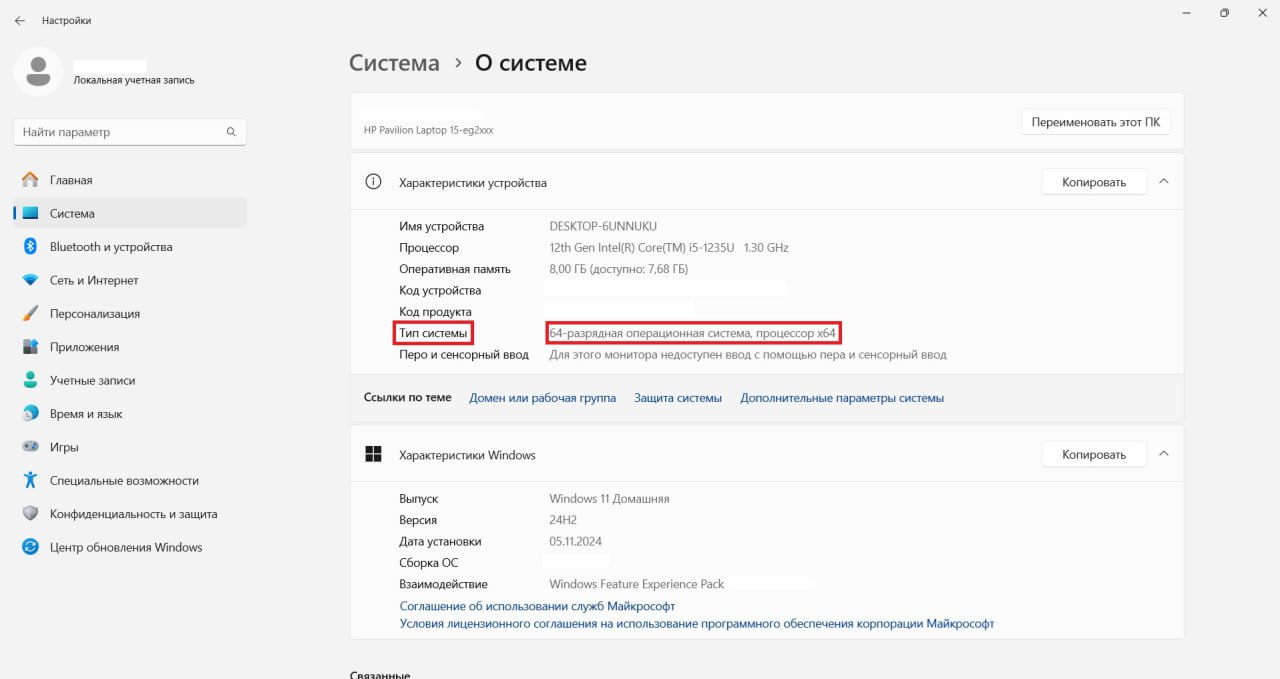 Настройки
Локальная учетная запись
Найти параметр
Главная
Система
Bluetooth и устройства
Сеть и Интернет
Персонализация
Приложения
Учетные записи
Время и язык
Игры
Специальные возможности
Конфиденциальность и защита
Центр обновления Windows
Система > О системе
HP Pavilion Laptop 15-eg2xxx
Переименовать этот ПК
Характеристики устройства
Копировать
Имя устройства DESKTOP-6UNNUKU
Процессор 12th Gen Intel(R) Core(TM) i5-1235U 1.30 GHz
Оперативная память 8,00 ГБ (доступно: 7,68 ГБ)
Код устройства
Код продукта
Тип системы 64-разрядная операционная система, процессор x64
Перо и сенсорный ввод Для этого монитора недоступен ввод с помощью пера и сенсорный ввод
Ссылки по теме Домен или рабочая группа Защита системы Дополнительные параметры системы
Характеристики Windows
Копировать
Выпуск Windows 11 Домашняя
Версия 24H2
Дата установки 05.11.2024
Сборка ОС
Взаимодействие Windows Feature Experience Pack
Соглашение об использовании служб Майкрософт
Условия лицензионного соглашения на использование программного обеспечения корпорации Майкрософт
Связанные